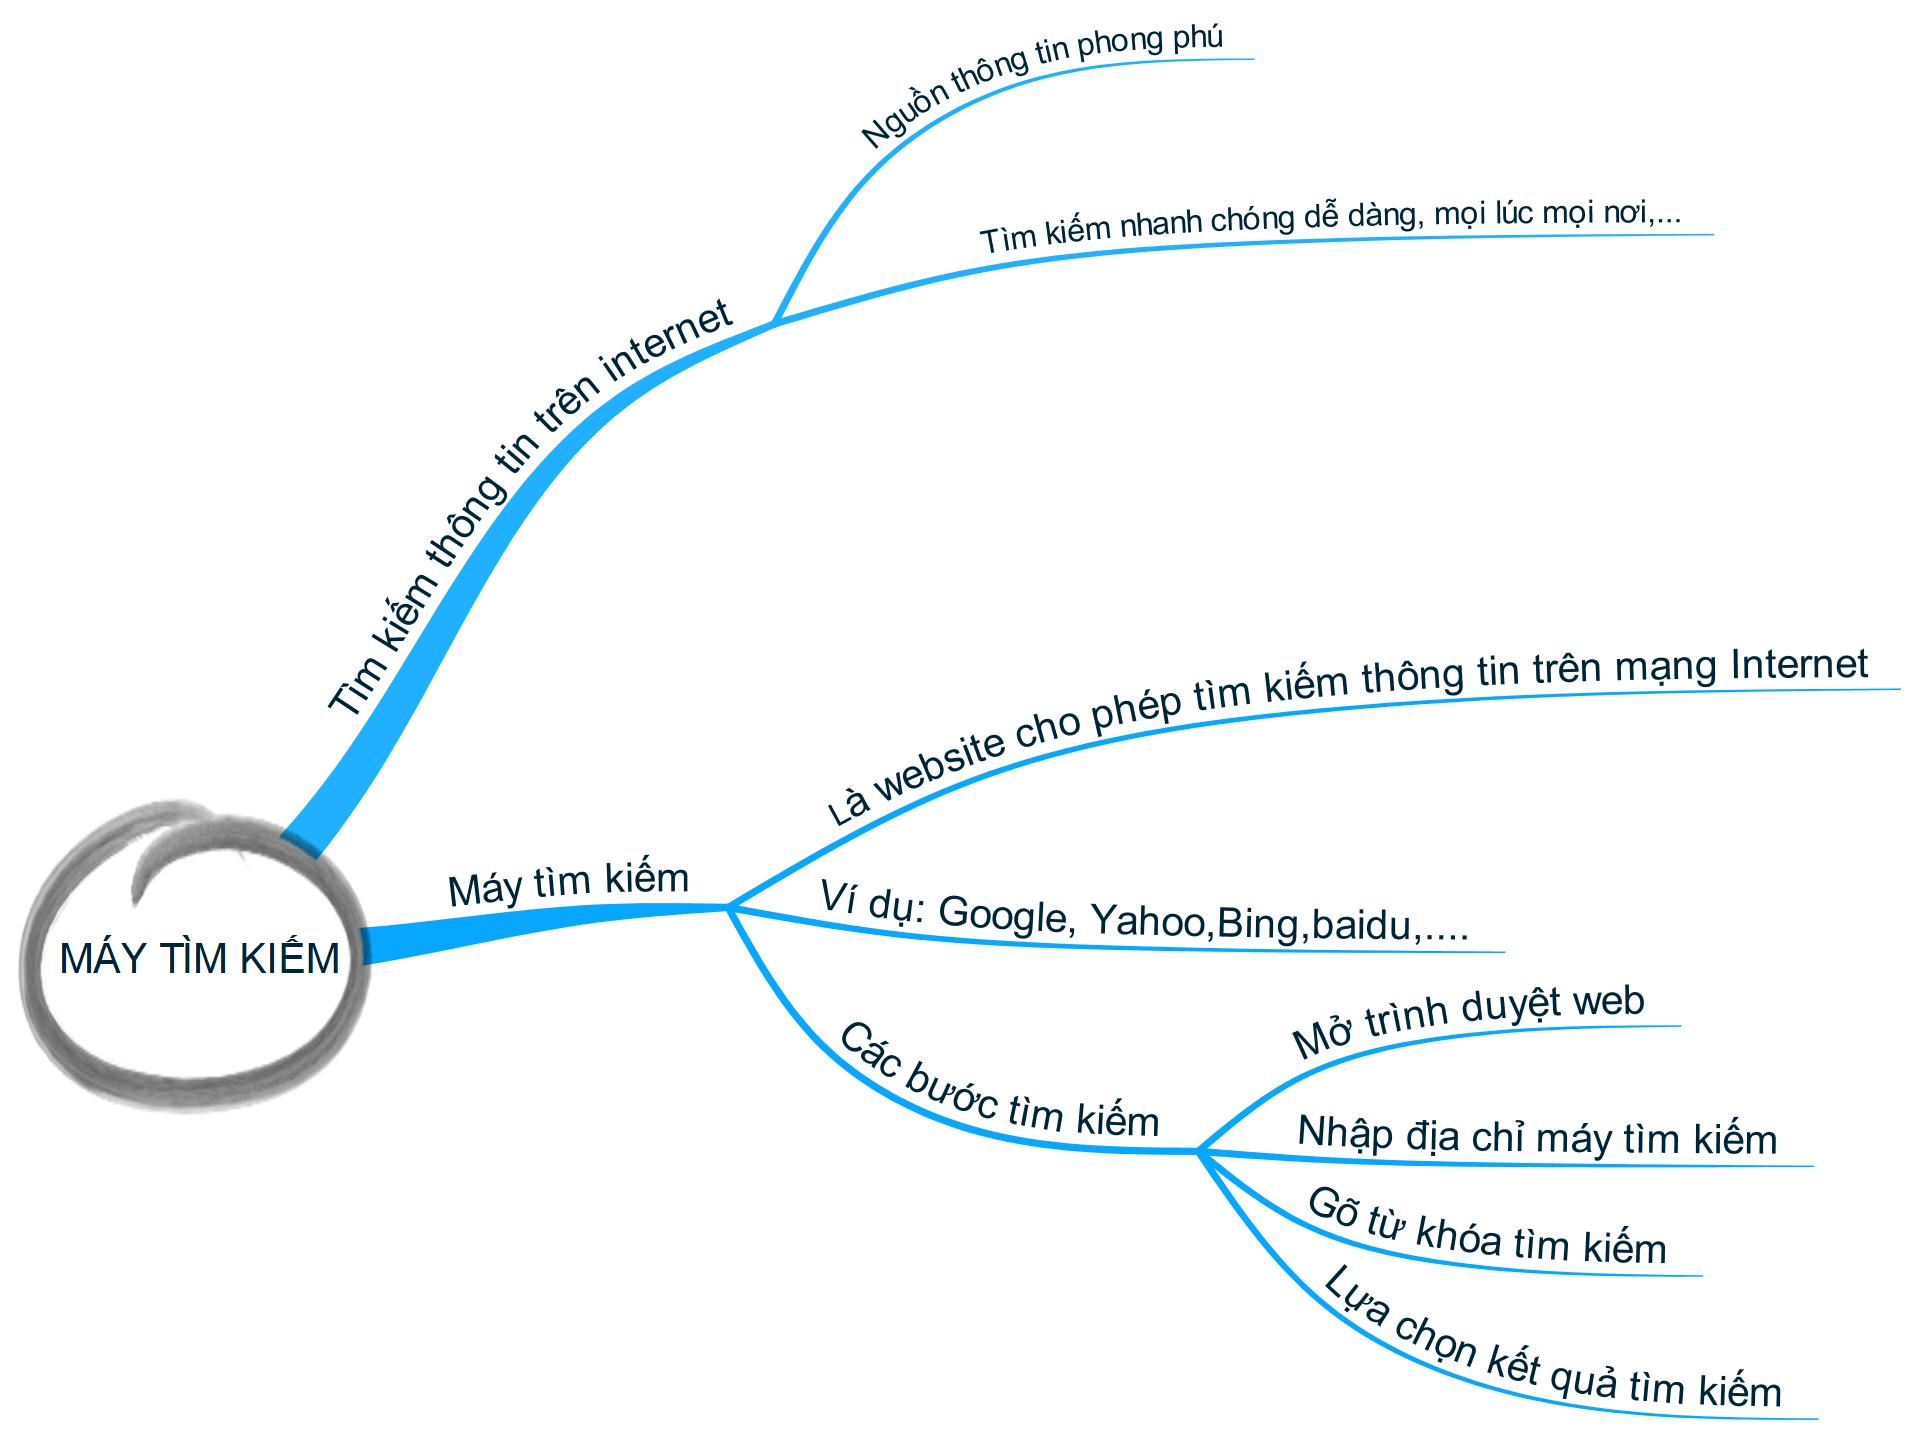 Nguồn thông tin phong phú
Tìm kiếm nhanh chóng dễ dàng, mọi lúc mọi nơi,...
Tìm kiếm thông tin trên internet
Là website cho phép tìm kiếm thông tin trên mạng Internet
Máy tìm kiếm
Ví dụ: Google, Yahoo,Bing,baidu,....
MÁY TÌM KIẾM
Mở trình duyệt web
Các bước tìm kiếm
Nhập địa chỉ máy tìm kiếm
Gõ từ khóa tìm kiếm
Lựa chọn kết quả tìm kiếm